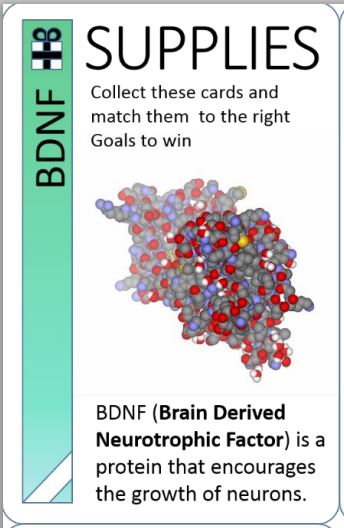 BDNF
SUPPLIES
Collect these cards and
match them to the right
Goals to win
BDNF (Brain Derived
Neurotrophic Factor) is a
protein that encourages
the growth of neurons.